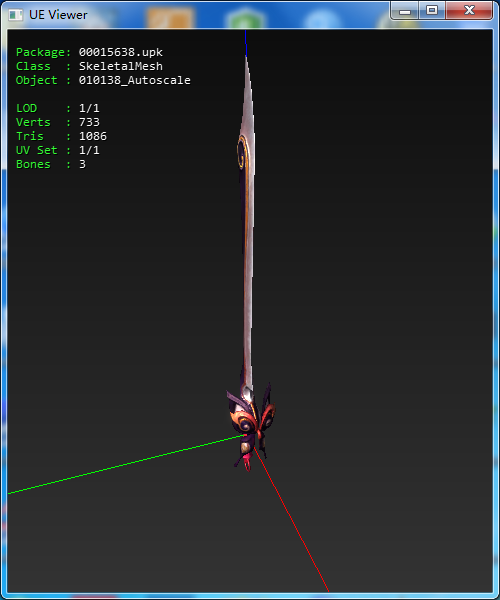 UE Viewer
Package: 00015638.upk
Class : SkeletalMesh
Object : 010138_Autoscale
LOD : 1/1
Verts : 733
Tris : 1086
UV Set : 1/1
Bones : 3